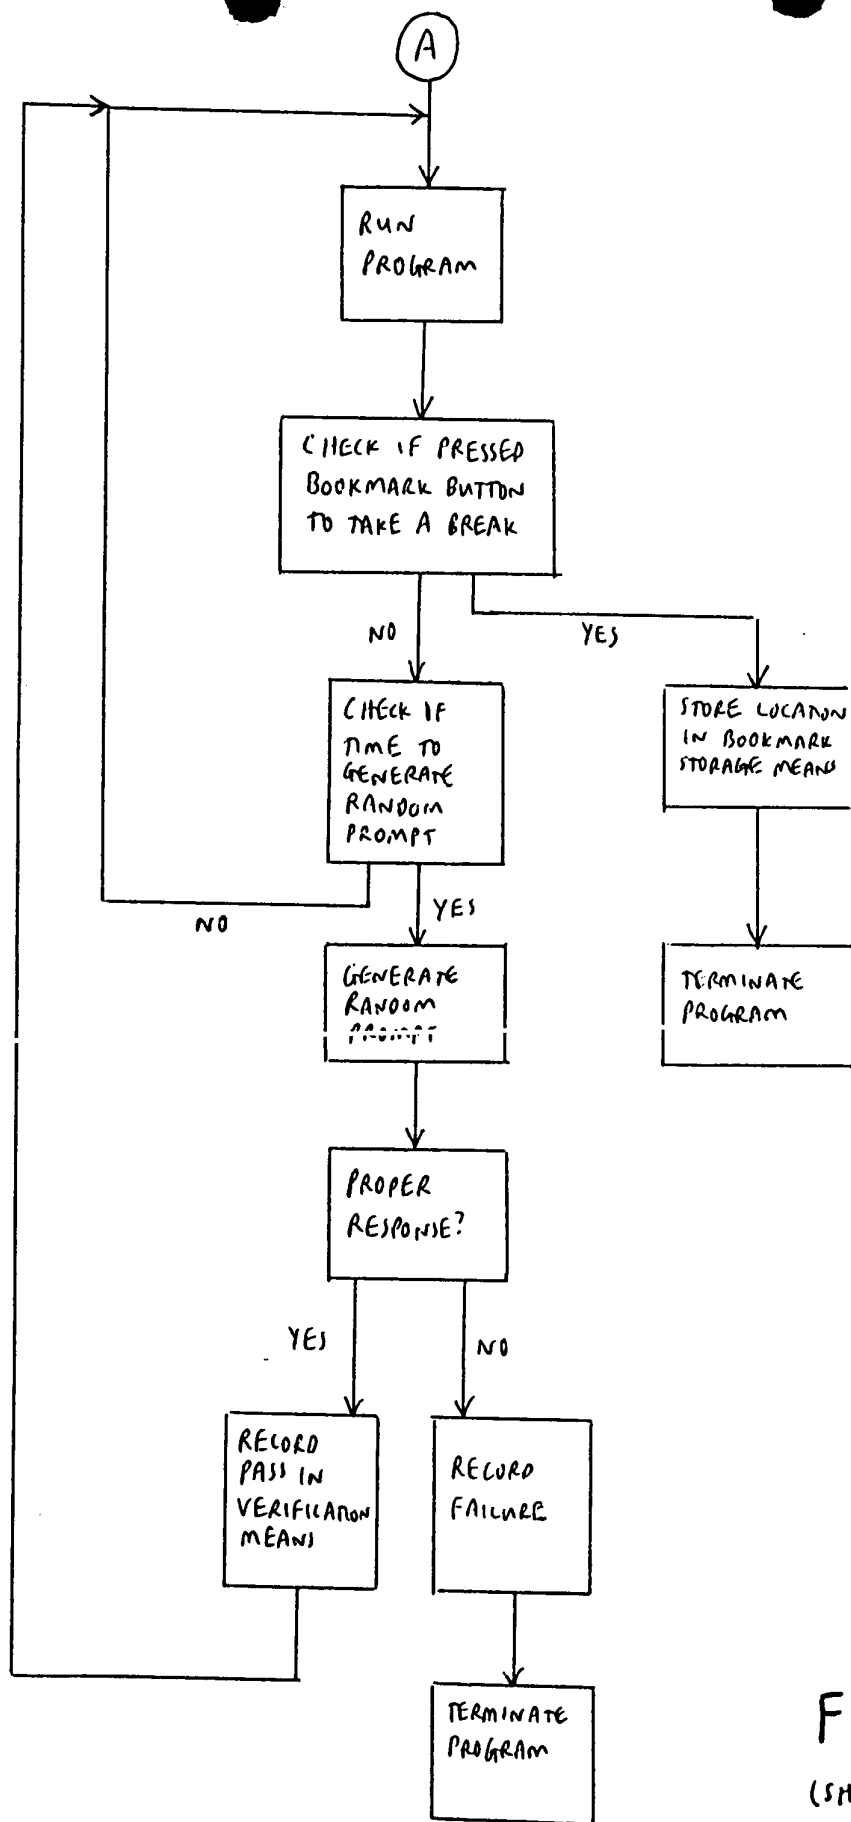 A
RUN
PROGRAM
CHECK IF PRESSED
BOOKMARK BUTTON
TO TAKE A BREAK
NO
YES
CHECK IF
TIME TO
GENERATE
RANDOM
PROMPT
STORE LOCATION
IN BOOKMARK
STORAGE MEANS
NO
YES
GENERATE
RANDOM
PROMPT
TERMINATE
PROGRAM
PROPER
RESPONSE?
YES
NO
RECORD
PASS IN
VERIFICATION
MEANS
RECORD
FAILURE
TERMINATE
PROGRAM
F
(SH